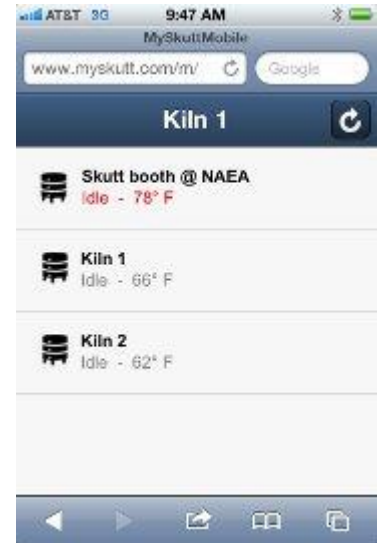 AT&T 3G 9:47 AM
MySkuttMobile
www.myskutt.com/m/ Google
Kiln 1
Skutt booth @ NAEA
Idle - 78° F
Kiln 1
Idle - 66° F
Kiln 2
Idle - 62° F